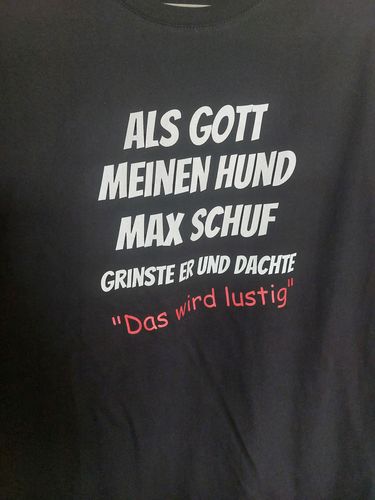 ALS GOTT
MEINEN HUND
MAX SCHUF
GRINSTE ER UND DACHTE
"Das wird lustig"